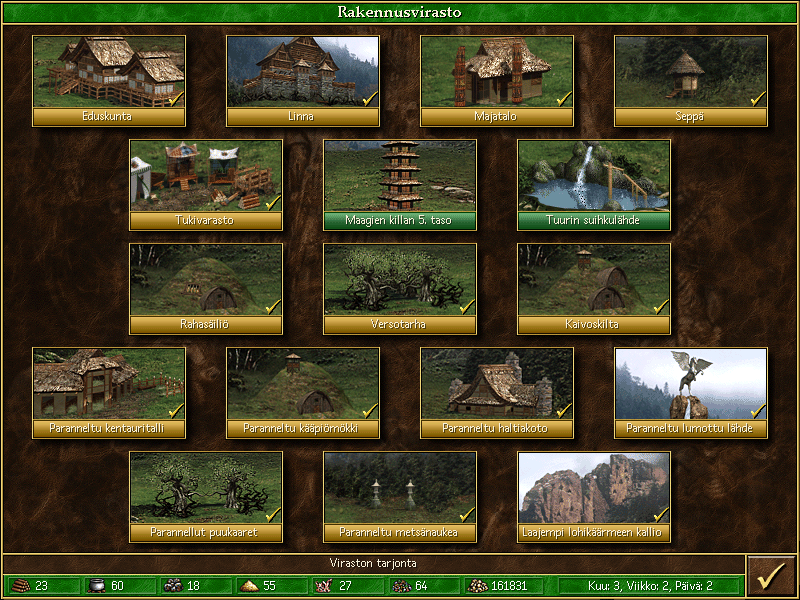 Rakennusvirasto
Eduskunta
Linna
Majatalo
Seppä
Tukivarasto
Maagien killan 5. taso
Tuurin suihkulähde
Rahasäiliö
Versotarha
Kaivoskilta
Paranneltu kentauritalli
Paranneltu kääpiömökki
Paranneltu haltiakoto
Paranneltu lumottu lähde
Parannellut puukaaret
Paranneltu metsänaukea
Laajempi lohikäärmeen kallio
Viraston tarjonta
23 60 18 55 27 64 161831 Kuu: 3, Viikko: 2, Päivä: 2